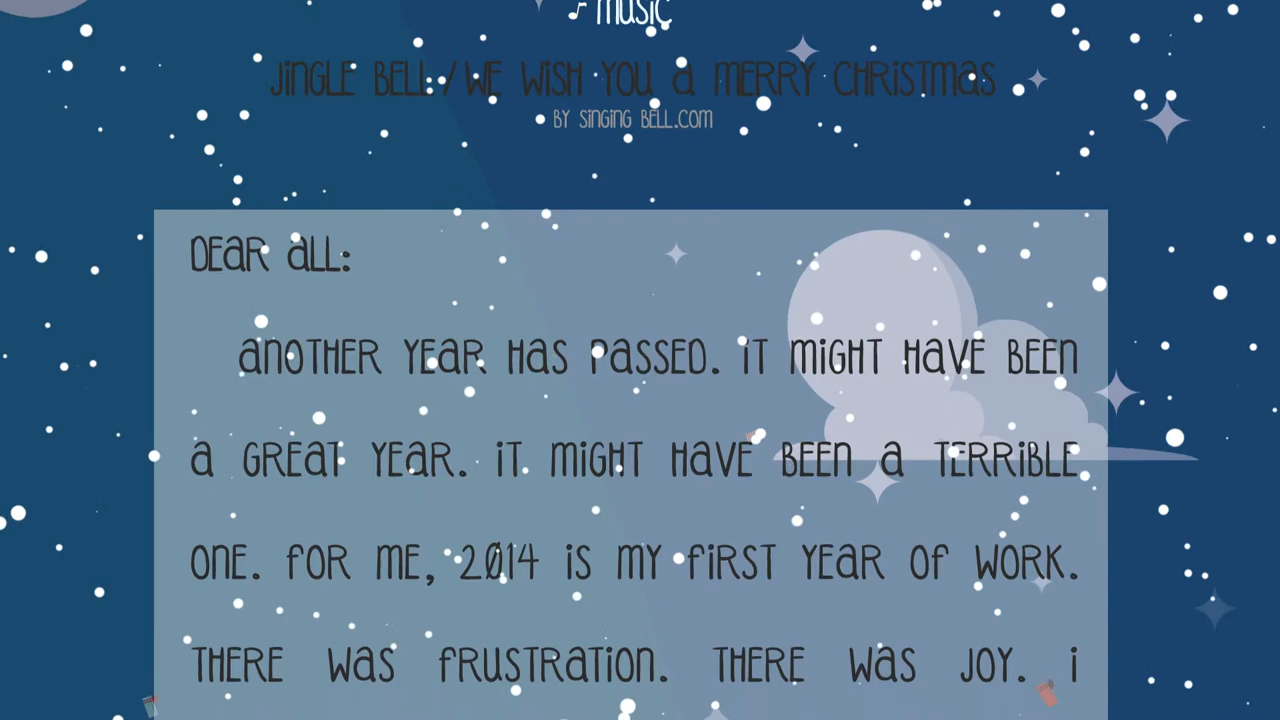 ♪ music
JINGLE BELL/WE WISH YOU A MERRY CHRISTMAS
BY SINGING BELL.COM
DEAR ALL:
ANOTHER YEAR HAS PASSED. IT MIGHT HAVE BEEN
A GREAT YEAR. IT MIGHT HAVE BEEN A TERRIBLE
ONE. FOR ME, 2014 IS MY FIRST YEAR OF WORK.
THERE WAS FRUSTRATION. THERE WAS JOY. I